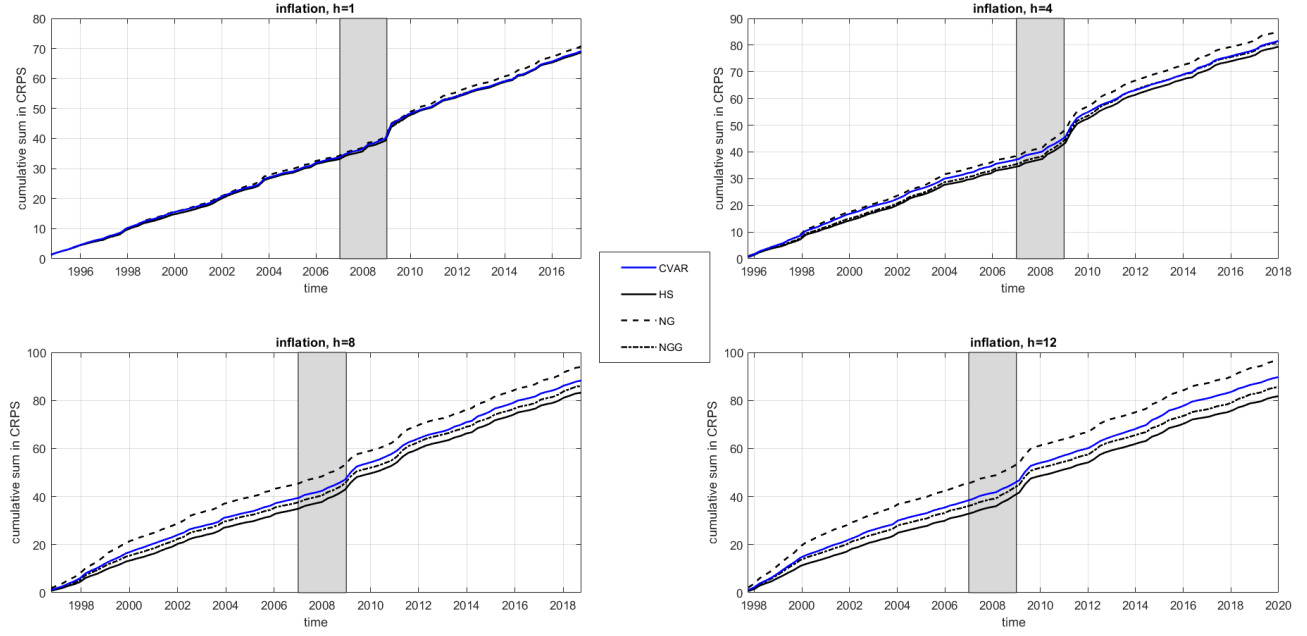 inflation, h=1
80
70
60
50
40
30
20
10
0
cumulative sum in CRPS
1996 1998 2000 2002 2004 2006 2008 2010 2012 2014 2016
time
inflation, h=4
90
80
70
60
50
40
30
20
10
0
cumulative sum in CRPS
1996 1998 2000 2002 2004 2006 2008 2010 2012 2014 2016 2018
time
CVAR
HS
NG
NGG
inflation, h=8
100
80
60
40
20
0
cumulative sum in CRPS
1998 2000 2002 2004 2006 2008 2010 2012 2014 2016 2018
time
inflation, h=12
100
80
60
40
20
0
cumulative sum in CRPS
1998 2000 2002 2004 2006 2008 2010 2012 2014 2016 2018 2020
time